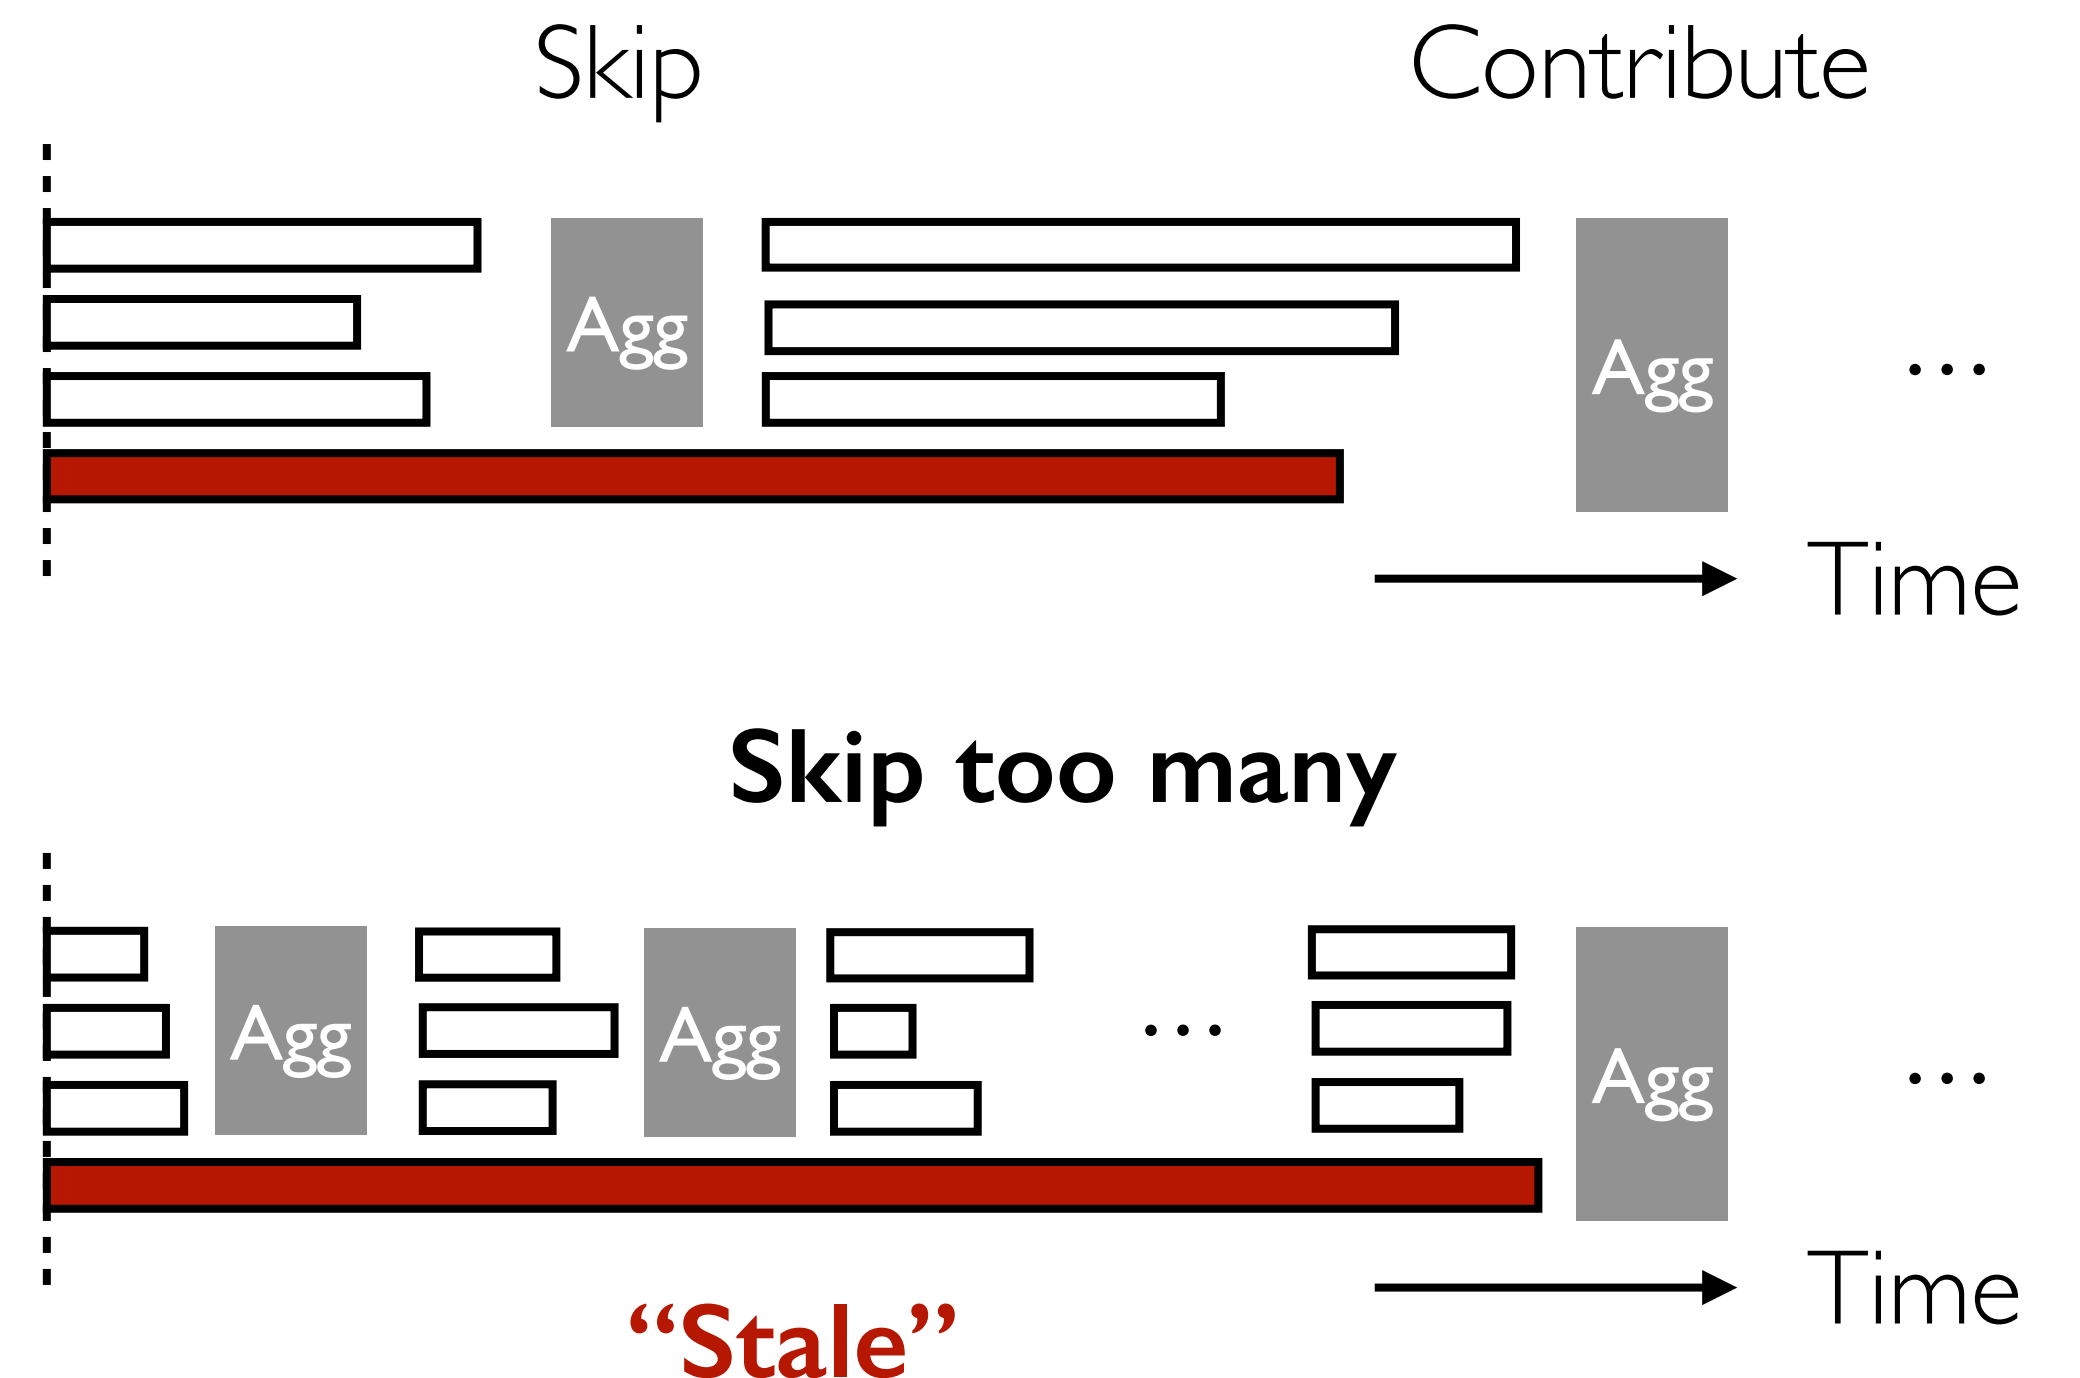 Skip Contribute
Agg
Agg
...
Time
Skip too many
Agg
Agg
...
Agg
...
Time
“Stale”